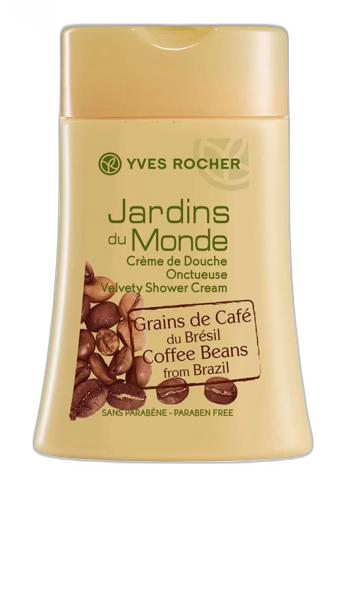 YVES ROCHER
Jardins
du Monde
Crème de Douche
Onctueuse
Velvety Shower Cream
Grains de Café
du Brésil
Coffee Beans
from Brazil
SANS PARABÈNE - PARABEN FREE